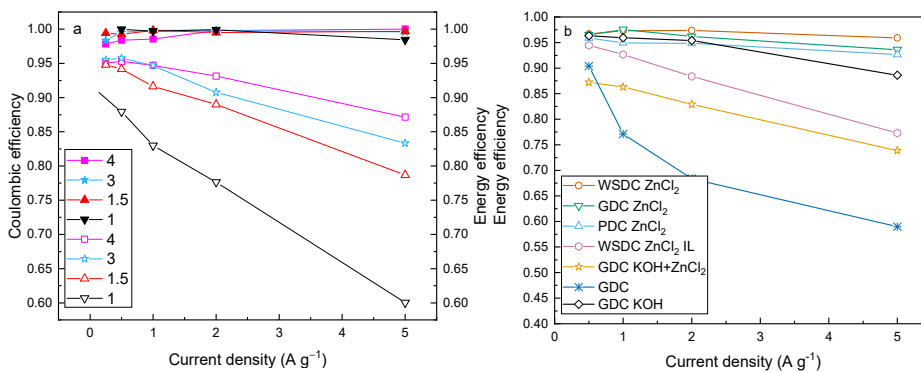 a
1.00
0.95
0.90
0.85
0.80
0.75
0.70
0.65
0.60
Coulombic efficiency
4
3
1.5
1
4
3
1.5
1
0 1 2 3 4 5
Current density (A g⁻¹)
1.00
0.95
0.90
0.85
0.80
0.75
0.70
0.65
0.60
Energy efficiency
b
Energy efficiency
1.00
0.95
0.90
0.85
0.80
0.75
0.70
0.65
0.60
0.55
0.50
0.45
0.40
WSDC ZnCl₂
GDC ZnCl₂
PDC ZnCl₂
WSDC ZnCl₂ IL
GDC KOH+ZnCl₂
GDC
GDC KOH
0 1 2 3 4 5
Current density (A g⁻¹)